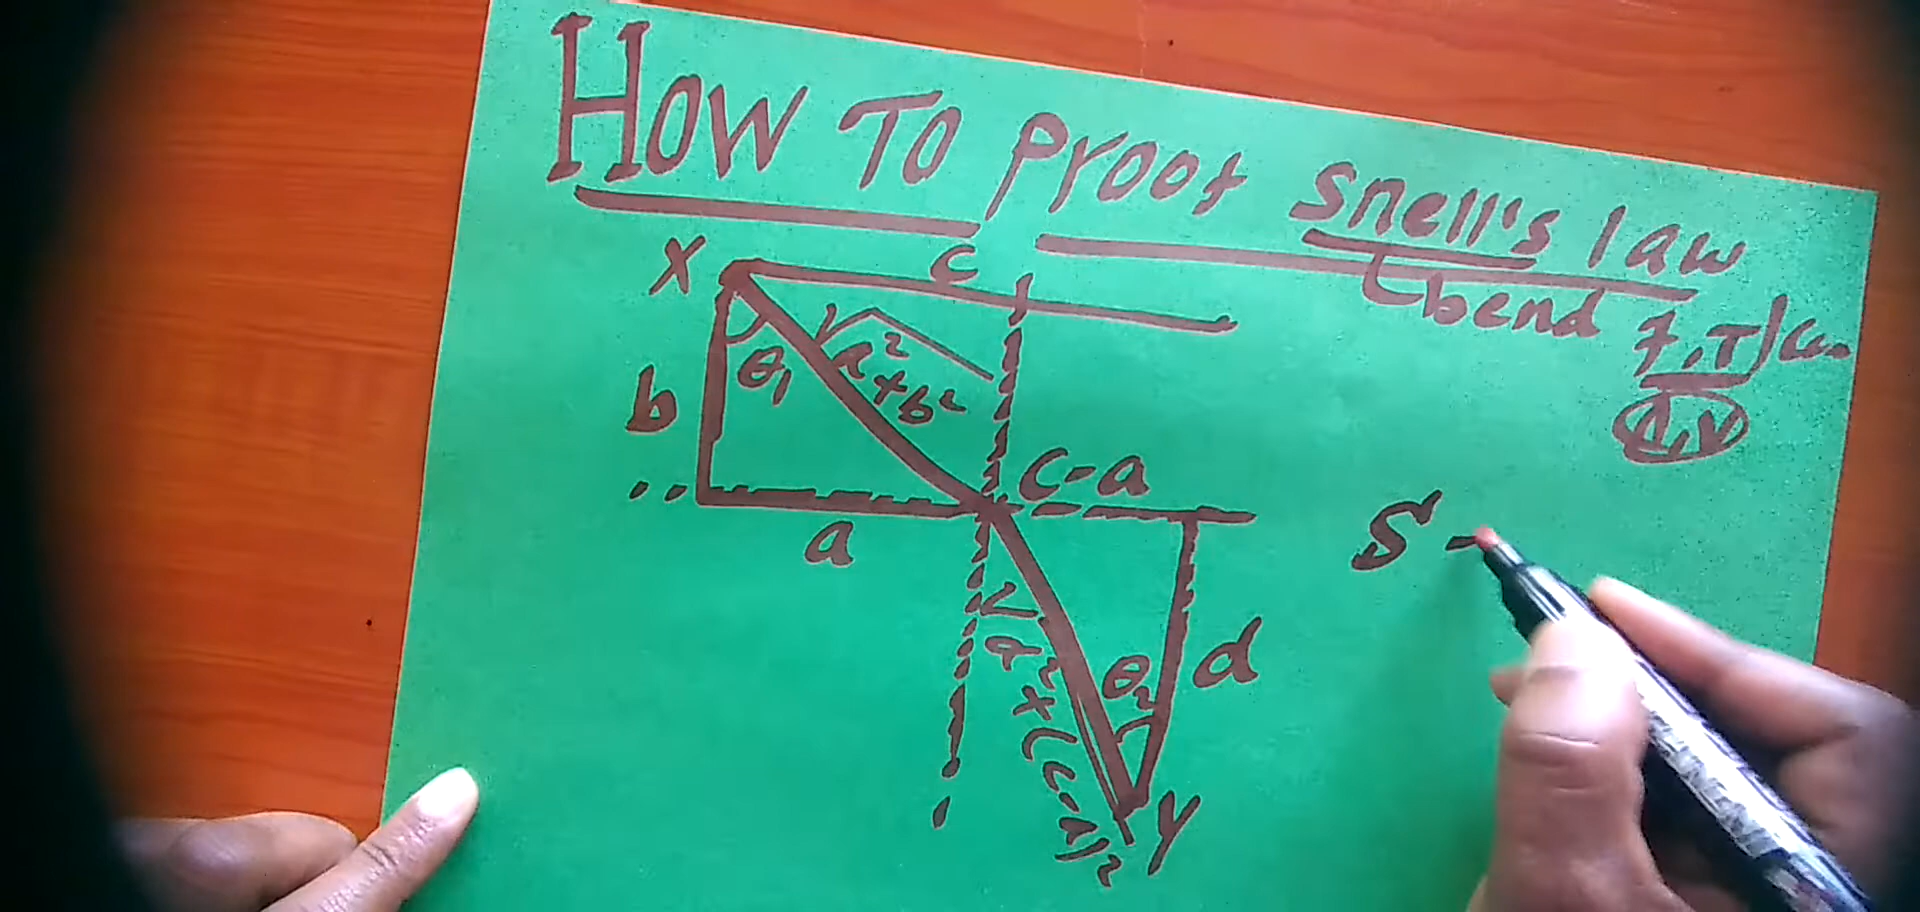 HOW TO Proof Snell's law
bend
X
c
θ₁
a² + b²
b
c-a
a
S -
d
θ₂
d² + (c-a)²
Y